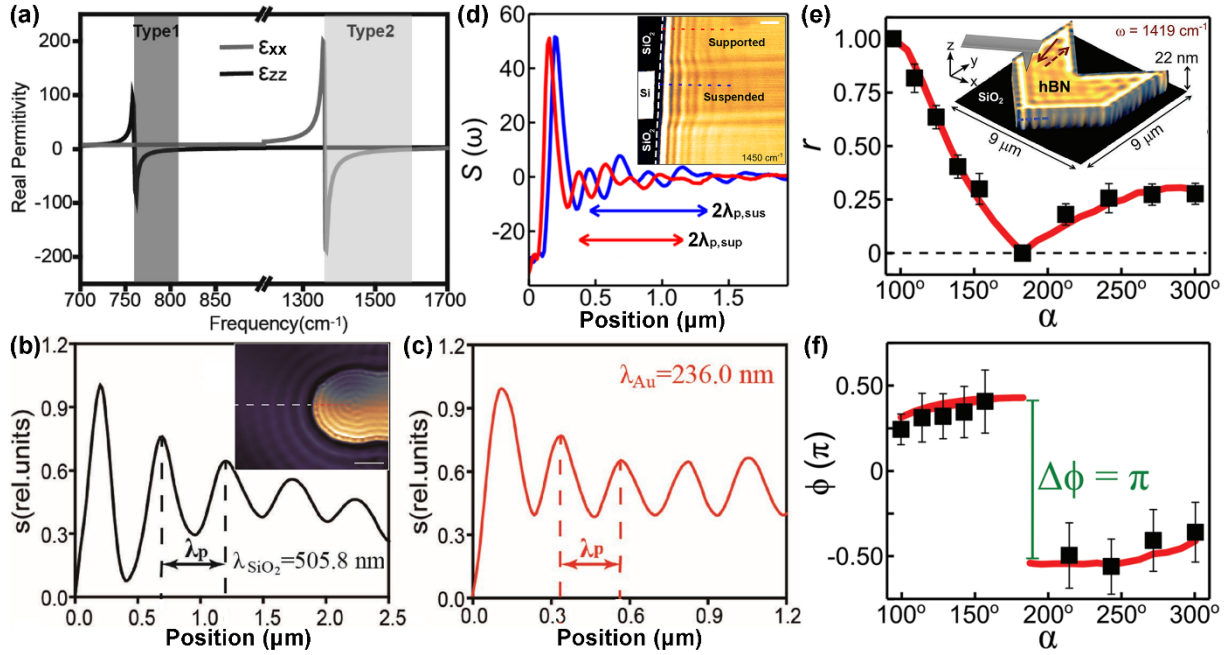 (a)
Real Permitivity
200
100
0
-100
-200
Type1
Type2
εxx
εzz
700
750
800
850
1300
1400
1500
1600
1700
Frequency(cm⁻¹)
(d)
S (ω)
60
40
20
0
-20
SiO₂
Si
SiO₂
Supported
Suspended
1450 cm⁻¹
2λp,sus
2λp,sup
0
0.5
1.0
1.5
Position (μm)
(e)
r
1.00
0.75
0.50
0.25
0
ω = 1419 cm⁻¹
z
y
x
22 nm
hBN
SiO₂
9 μm
9 μm
100°
150°
200°
250°
300°
α
(b)
s(rel.units)
1.2
0.9
0.6
0.3
0.0
λp
λSiO₂=505.8 nm
0.0
0.5
1.0
1.5
2.0
2.5
Position (μm)
(c)
s(rel.units)
1.2
0.9
0.6
0.3
0.0
λAu=236.0 nm
λp
0.0
0.3
0.6
0.9
1.2
Position (μm)
(f)
ϕ (π)
0.50
0
-0.50
Δϕ = π
100°
150°
200°
250°
300°
α